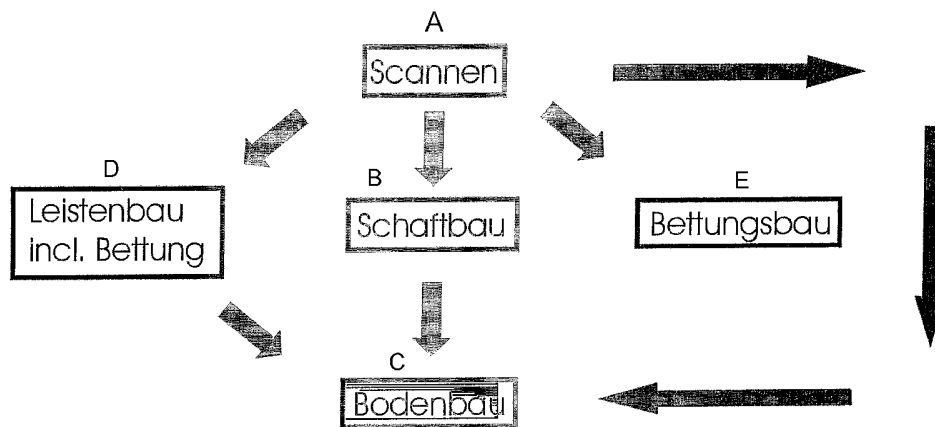 A
Scannen
D
Leistenbau
incl. Bettung
B
Schaftbau
E
Bettungsbau
C
Bodenbau